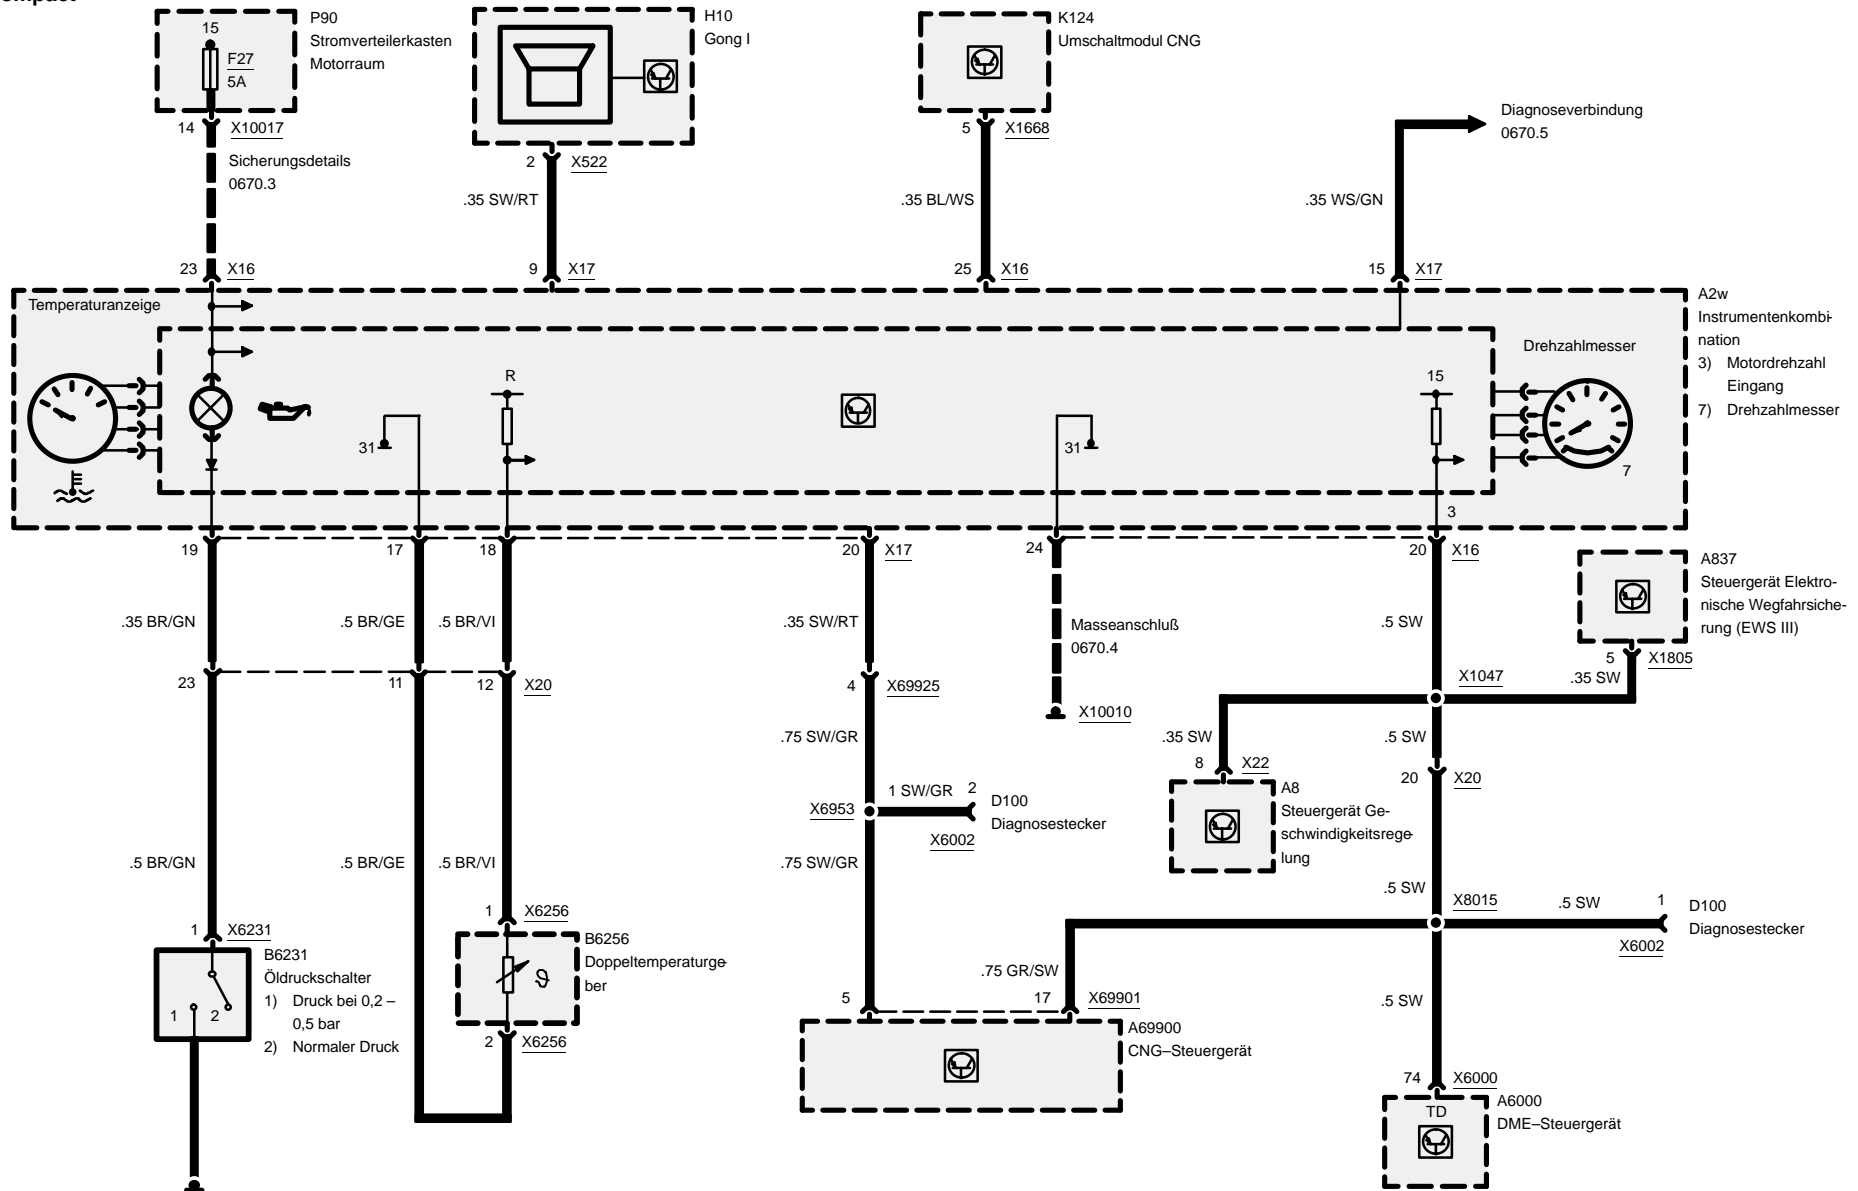 15
F27
5A
P90
Stromverteilerkasten
Motorraum
H10
Gong I
K124
Umschaltmodul CNG
14
X10017
Sicherungsdetails
0670.3
2
X522
5
X1668
Diagnoseverbindung
0670.5
.35 SW/RT
.35 BL/WS
.35 WS/GN
23
X16
9
X17
25
X16
15
X17
Temperaturanzeige
A2w
Instrumentenkombi-
nation
3) Motordrehzahl
Eingang
7) Drehzahlmesser
Drehzahlmesser
R
15
31
31
7
3
19
17
18
20
X17
24
20
X16
A837
Steuergerät Elektro-
nische Wegfahrsiche-
rung (EWS III)
.35 BR/GN
.5 BR/GE
.5 BR/VI
.35 SW/RT
Masseanschluß
0670.4
.5 SW
5
X1805
.35 SW
23
11
12
X20
4
X69925
X10010
X1047
.75 SW/GR
.35 SW
.5 SW
8
X22
20
X20
X6953
1 SW/GR
2
D100
Diagnosestecker
X6002
A8
Steuergerät Ge-
schwindigkeitsrege-
lung
.5 BR/GN
.5 BR/GE
.5 BR/VI
.75 SW/GR
.5 SW
X8015
.5 SW
1
D100
Diagnosestecker
X6002
1
X6231
1
X6256
B6231
Öldruckschalter
1) Druck bei 0,2 –
0,5 bar
2) Normaler Druck
1
2
B6256
Doppeltemperaturge-
ber
ϑ
2
X6256
.75 GR/SW
5
17
X69901
.5 SW
A69900
CNG–Steuergerät
74
X6000
TD
A6000
DME–Steuergerät